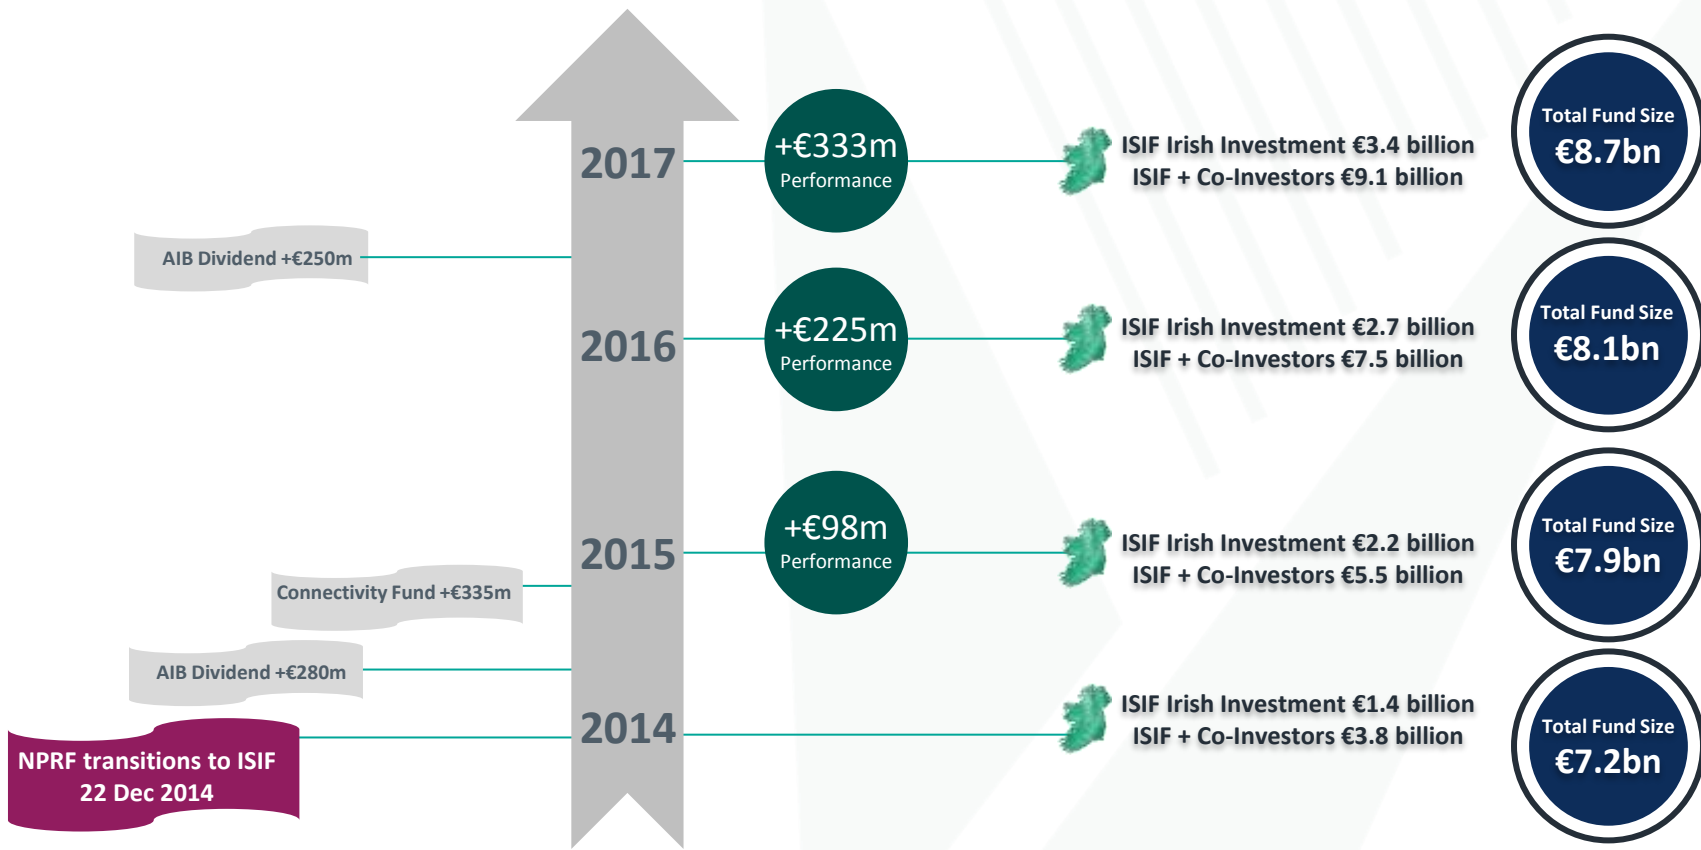 2017
+€333m
Performance
ISIF Irish Investment €3.4 billion
ISIF + Co-Investors €9.1 billion
Total Fund Size
€8.7bn
AIB Dividend +€250m
2016
+€225m
Performance
ISIF Irish Investment €2.7 billion
ISIF + Co-Investors €7.5 billion
Total Fund Size
€8.1bn
2015
+€98m
Performance
ISIF Irish Investment €2.2 billion
ISIF + Co-Investors €5.5 billion
Total Fund Size
€7.9bn
Connectivity Fund +€335m
AIB Dividend +€280m
2014
ISIF Irish Investment €1.4 billion
ISIF + Co-Investors €3.8 billion
Total Fund Size
€7.2bn
NPRF transitions to ISIF
22 Dec 2014